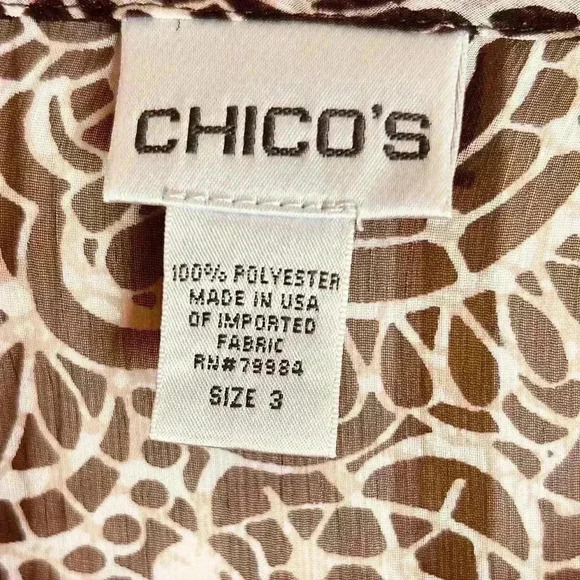 CHICO'S
100% POLYESTER
MADE IN USA
OF IMPORTED
FABRIC
RN#79984
SIZE 3